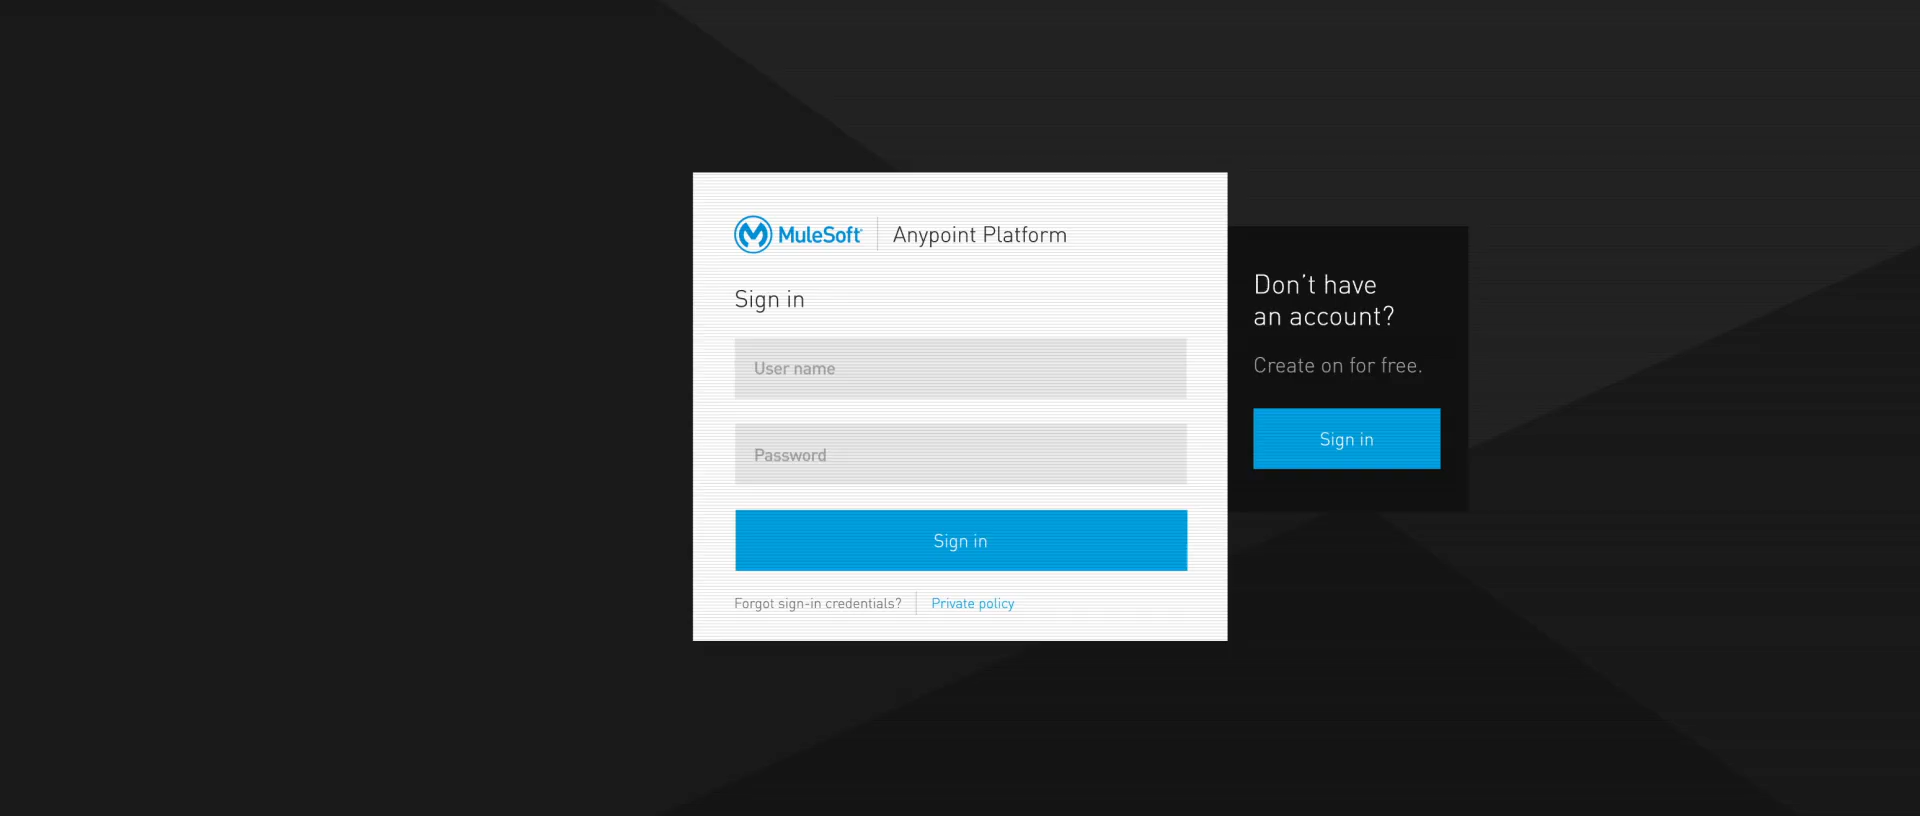 MuleSoft
Anypoint Platform
Sign in
User name
Password
Sign in
Forgot sign-in credentials?
Private policy
Don't have
an account?
Create on for free.
Sign in